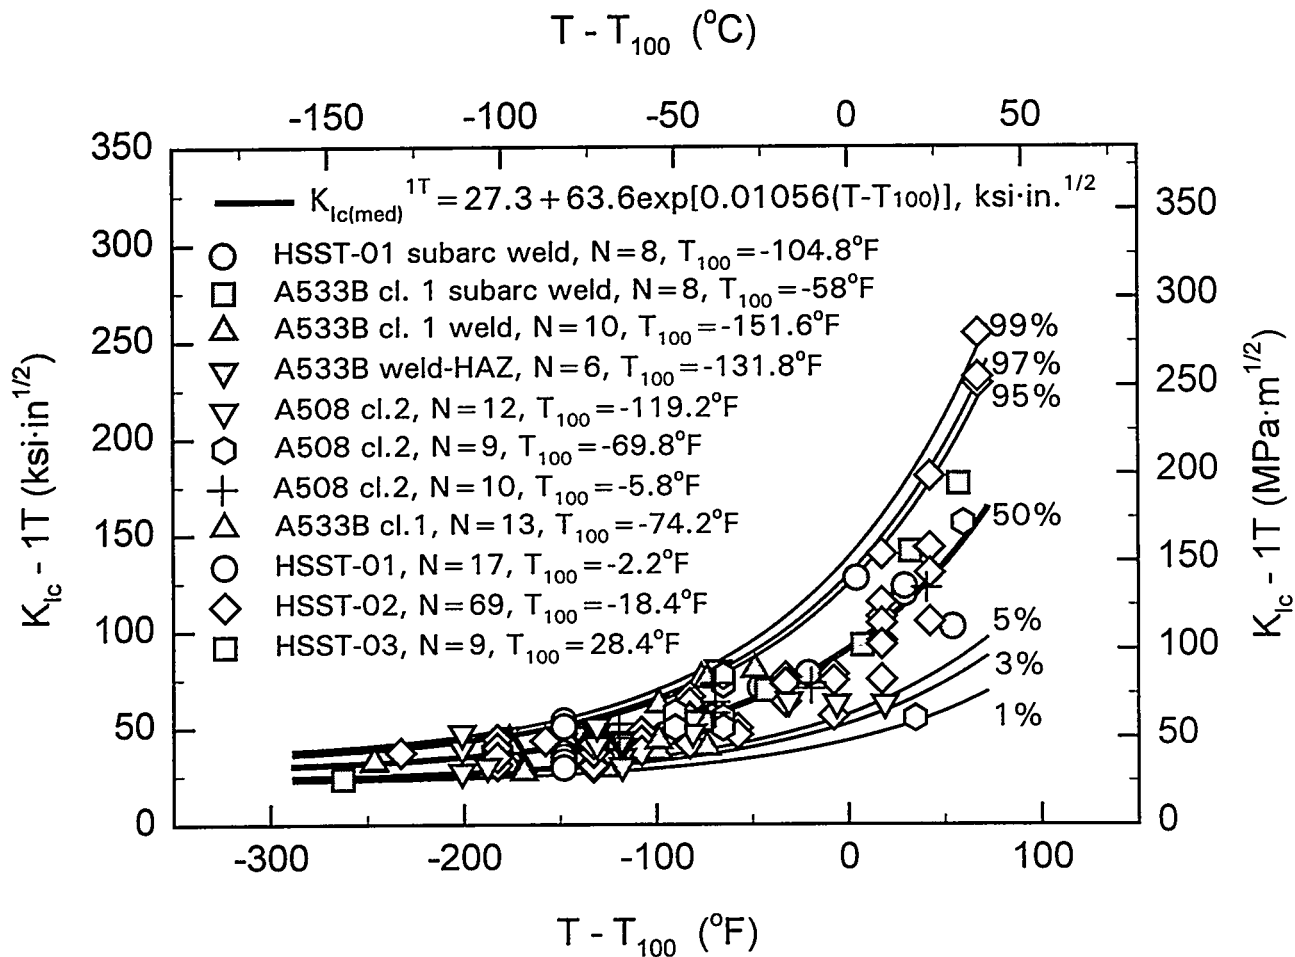 T - T100 (°C)
-150 -100 -50 0 50
350
300
250
200
150
100
50
0
KIc - 1T (ksi·in^1/2)
KIc(med)^1T = 27.3 + 63.6exp[0.01056(T-T100)], ksi·in.^1/2
HSST-01 subarc weld, N=8, T100=-104.8°F
A533B cl. 1 subarc weld, N=8, T100=-58°F
A533B cl. 1 weld, N=10, T100=-151.6°F
A533B weld-HAZ, N=6, T100=-131.8°F
A508 cl.2, N=12, T100=-119.2°F
A508 cl.2, N=9, T100=-69.8°F
A508 cl.2, N=10, T100=-5.8°F
A533B cl.1, N=13, T100=-74.2°F
HSST-01, N=17, T100=-2.2°F
HSST-02, N=69, T100=-18.4°F
HSST-03, N=9, T100=28.4°F
99%
97%
95%
50%
5%
3%
1%
350
300
250
200
150
100
50
0
KIc - 1T (MPa·m^1/2)
-300 -200 -100 0 100
T - T100 (°F)